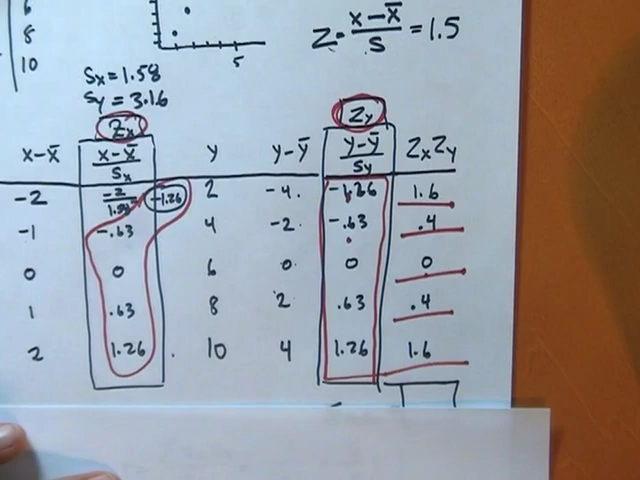 6
8
10
5
Z = x-x̄/s = 1.5
Sx = 1.58
Sy = 3.16
Zx Zy
x-x̄ x-x̄/Sx y y-ȳ y-ȳ/Sy ZxZy
-2 -2/1.58 -1.26 2 -4. -1.26 1.6
-1 -.63 4 -2. -.63 .4
0 0 6 0. 0 0
1 .63 8 2 .63 .4
2 1.26 10 4 1.26 1.6